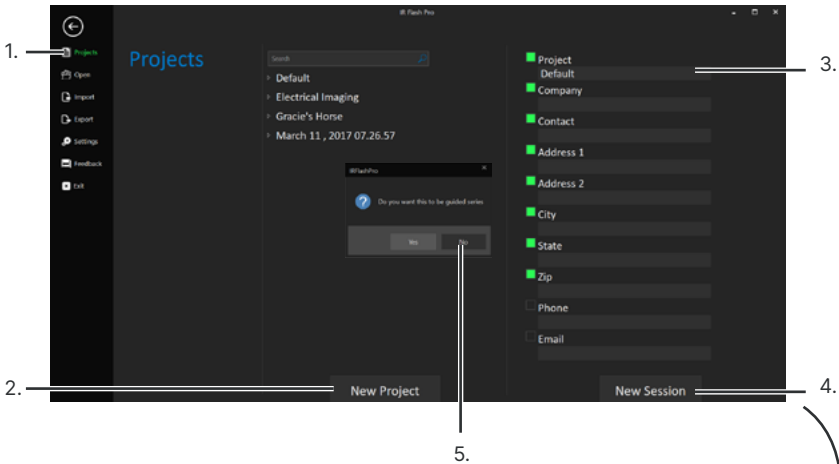 IR Flash Pro
1.
Projects
Open
Import
Export
Settings
Feedback
Exit
Projects
Search
Default
Electrical Imaging
Gracie's Horse
March 11 , 2017 07.26.57
IRFlashPro
Do you want this to be guided series
Yes
No
Project
Default
Company
Contact
Address 1
Address 2
City
State
Zip
Phone
Email
3.
2.
New Project
New Session
4.
5.